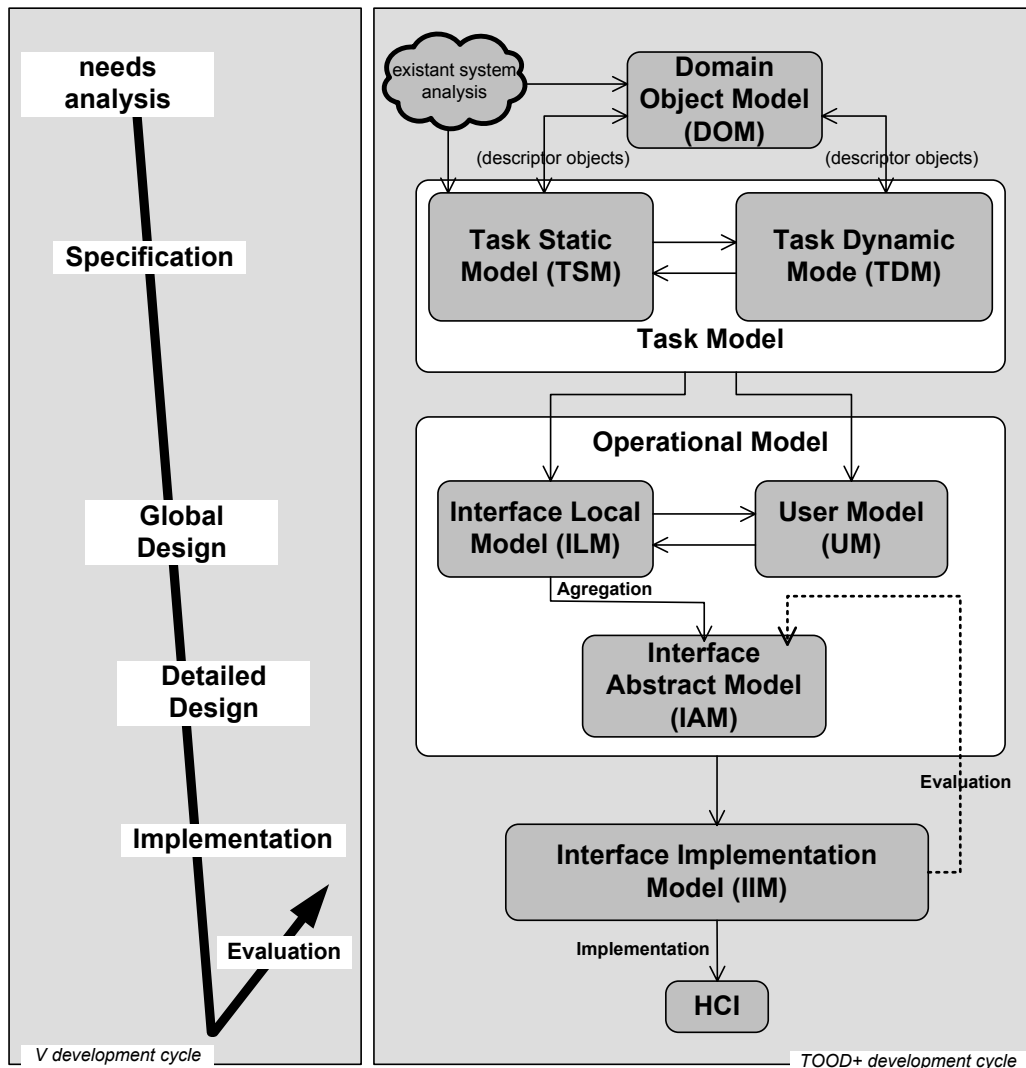 needs
analysis
Specification
Global
Design
Detailed
Design
Implementation
Evaluation
V development cycle
existant system
analysis
Domain
Object Model
(DOM)
(descriptor objects)
(descriptor objects)
Task Static
Model (TSM)
Task Dynamic
Mode (TDM)
Task Model
Operational Model
Interface Local
Model (ILM)
User Model
(UM)
Agregation
Interface
Abstract Model
(IAM)
Evaluation
Interface Implementation
Model (IIM)
Implementation
HCI
TOOD+ development cycle